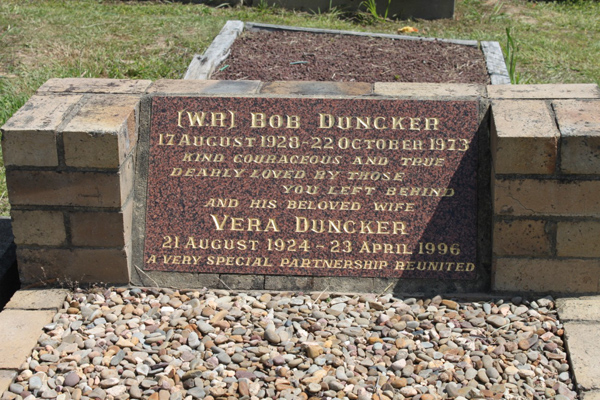 (W.R) BOB DUNCKER
17 AUGUST 1928 - 22 OCTOBER 1973
KIND COURAGEOUS AND TRUE
DEARLY LOVED BY THOSE
YOU LEFT BEHIND
AND HIS BELOVED WIFE
VERA DUNCKER
21 AUGUST 1924 - 23 APRIL 1996
A VERY SPECIAL PARTNERSHIP REUNITED